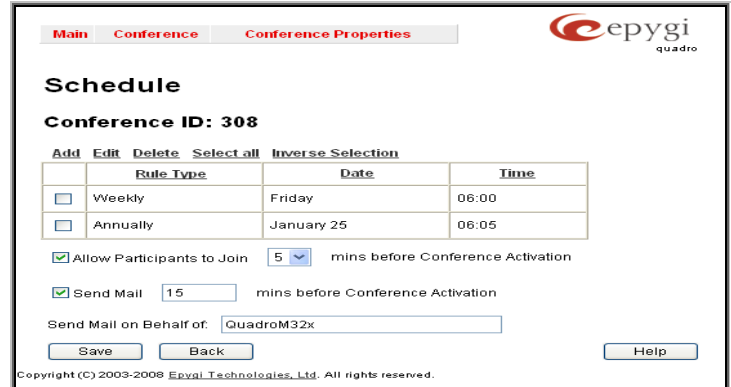 Main Conference Conference Properties
epygi
quadro
Schedule
Conference ID: 308
Add Edit Delete Select all Inverse Selection
Rule Type Date Time
Weekly Friday 06:00
Annually January 25 06:05
Allow Participants to Join 5 mins before Conference Activation
Send Mail 15 mins before Conference Activation
Send Mail on Behalf of: QuadroM32x
Save Back Help
Copyright (C) 2003-2008 Epygi Technologies, Ltd. All rights reserved.